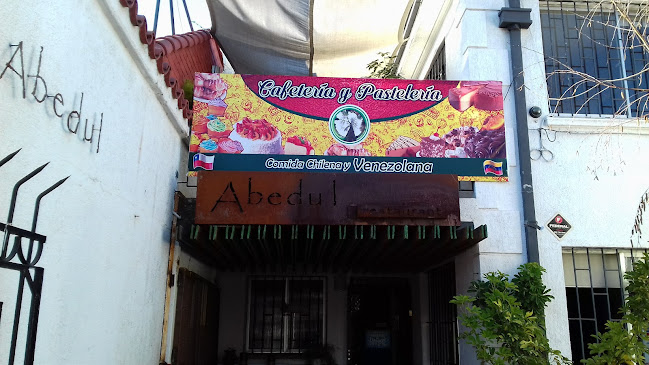 Abedul
Cafetería y Pastelería
Comida Chilena y Venezolana
Abedul